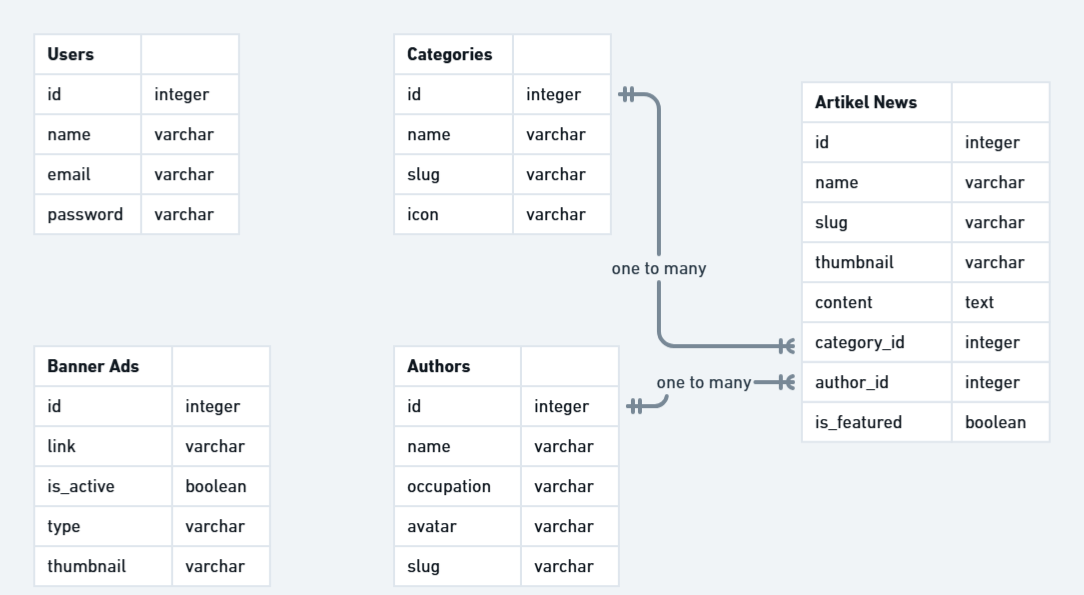 Users
id integer
name varchar
email varchar
password varchar
Categories
id integer
name varchar
slug varchar
icon varchar
one to many
Artikel News
id integer
name varchar
slug varchar
thumbnail varchar
content text
category_id integer
author_id integer
is_featured boolean
Banner Ads
id integer
link varchar
is_active boolean
type varchar
thumbnail varchar
Authors
id integer
name varchar
occupation varchar
avatar varchar
slug varchar
one to many